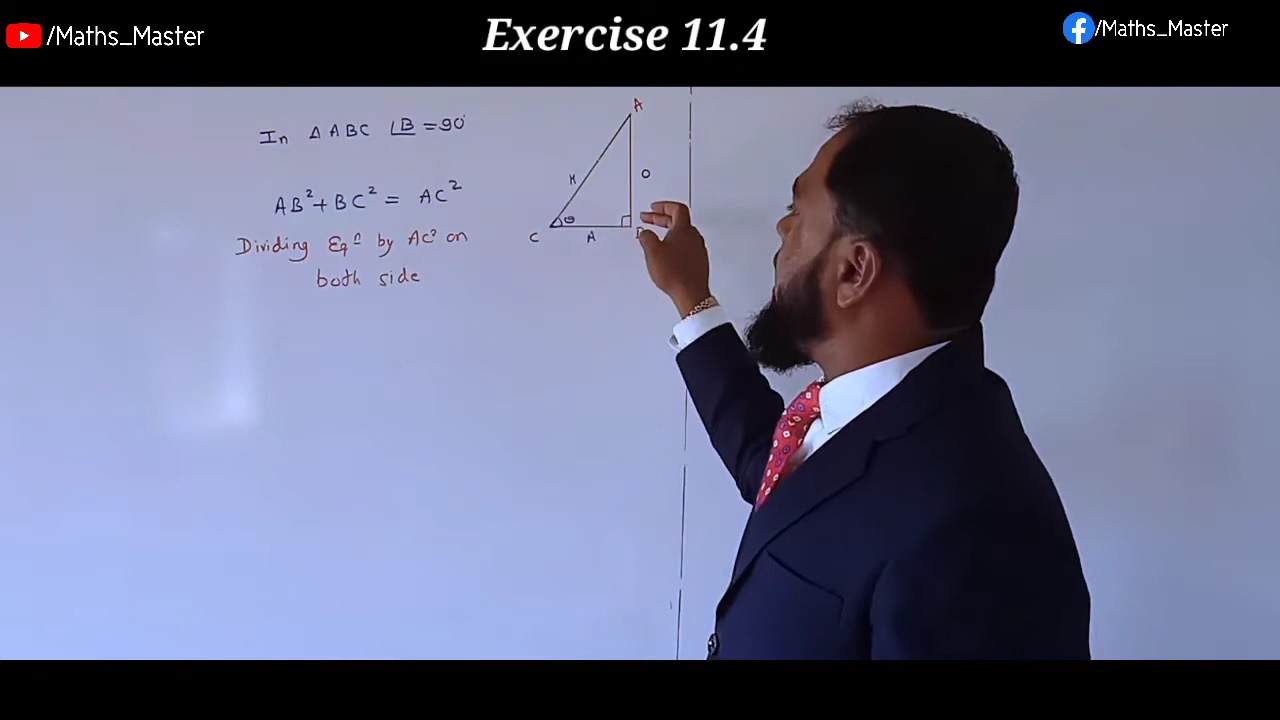 /Maths_Master
Exercise 11.4
/Maths_Master
In Δ ABC ∠B = 90°
AB² + BC² = AC²
Dividing Eqⁿ by AC² on
both side
A
H
O
θ
C
A